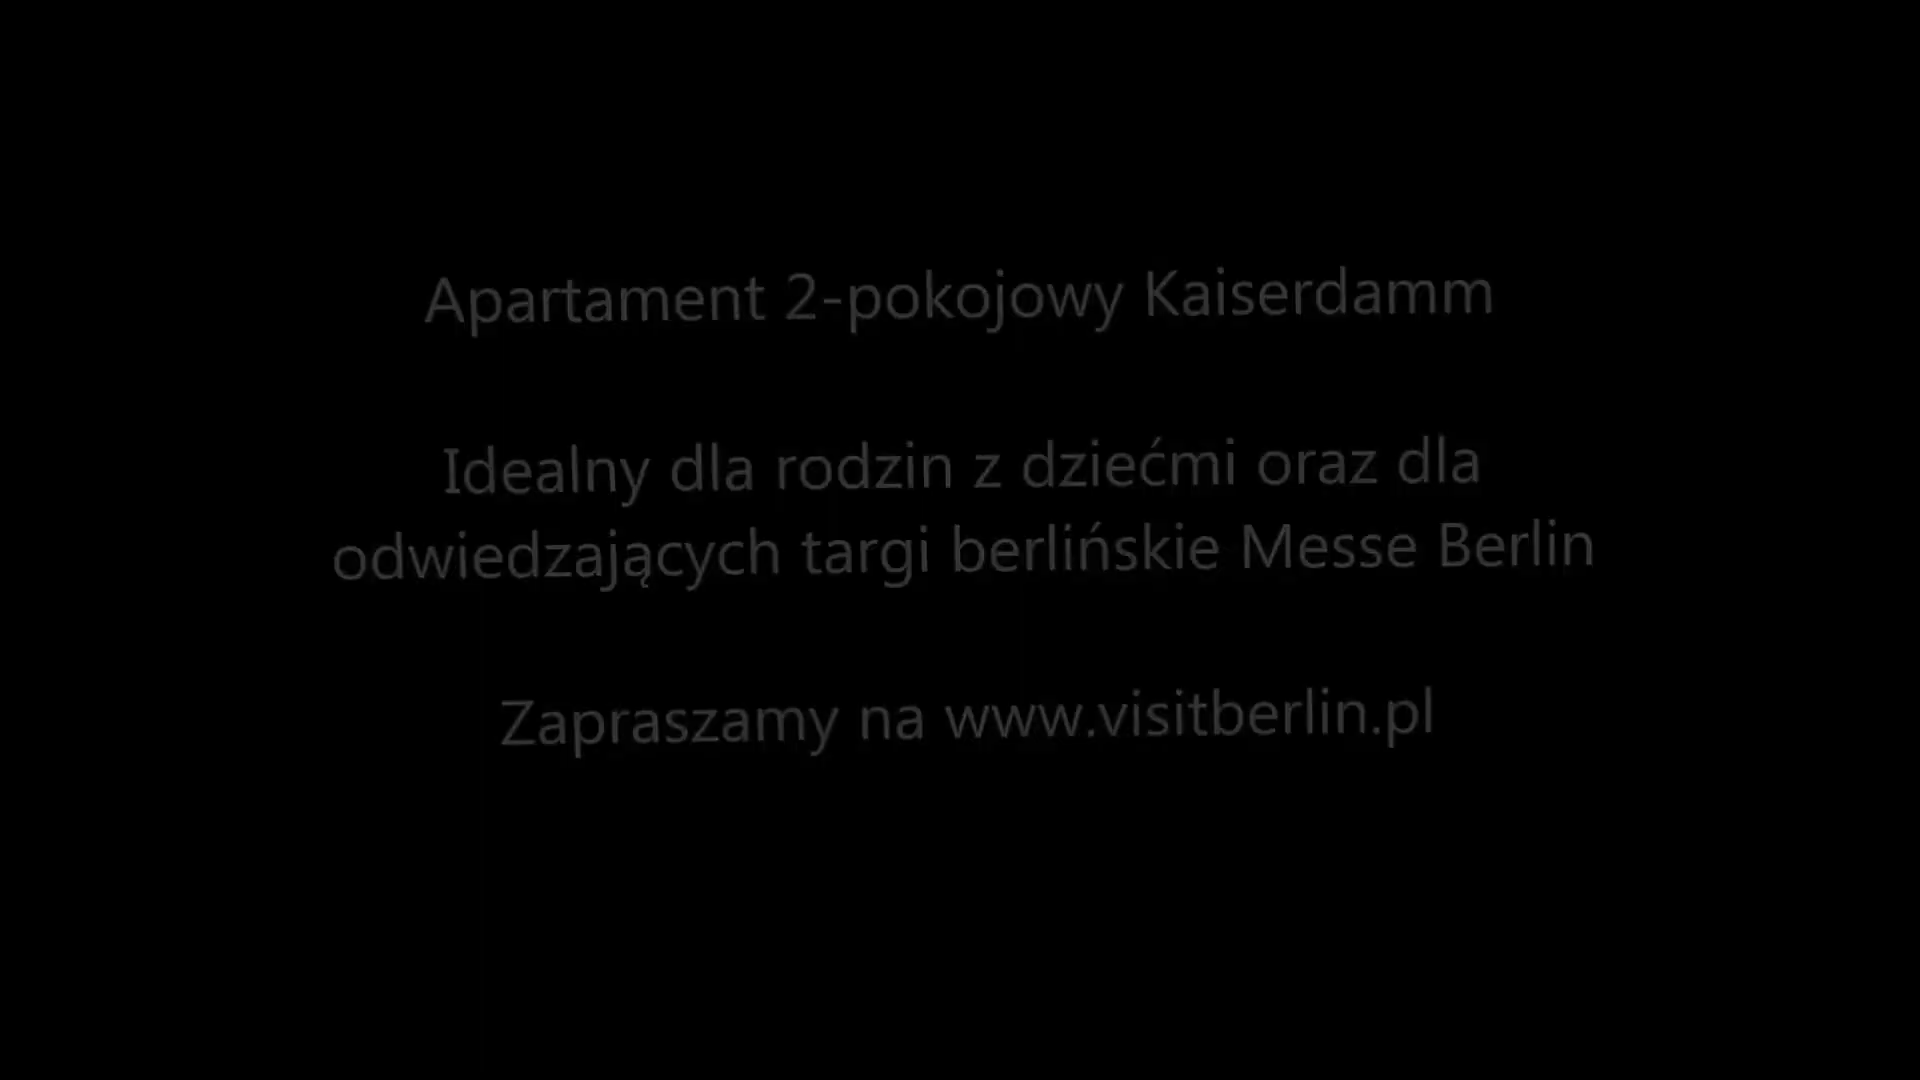 Apartament 2-pokojowy Kaiserdamm
Idealny dla rodzin z dziećmi oraz dla
odwiedzających targi berlińskie Messe Berlin
Zapraszamy na www.visitberlin.pl